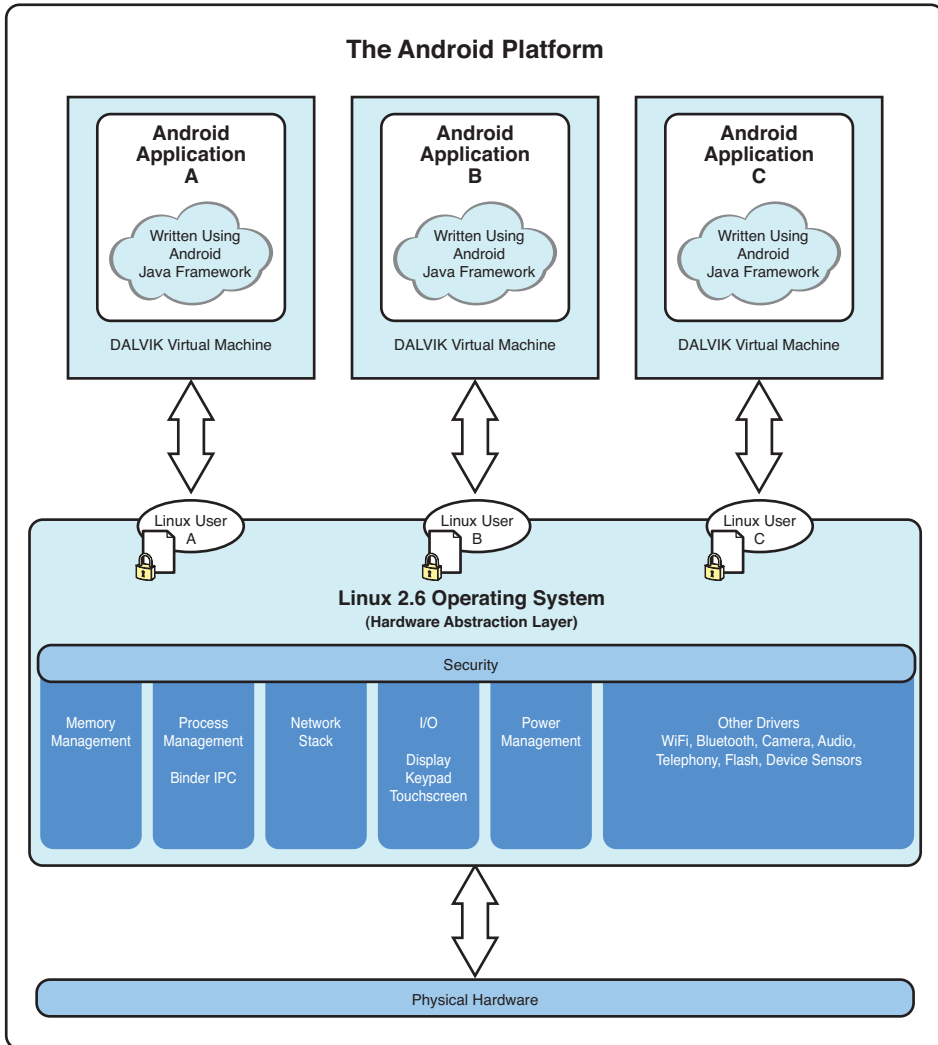 The Android Platform
Android
Application
A
Written Using
Android
Java Framework
DALVIK Virtual Machine
Android
Application
B
Written Using
Android
Java Framework
DALVIK Virtual Machine
Android
Application
C
Written Using
Android
Java Framework
DALVIK Virtual Machine
Linux User
A
Linux User
B
Linux User
C
Linux 2.6 Operating System
(Hardware Abstraction Layer)
Security
Memory
Management
Process
Management
Binder IPC
Network
Stack
I/O
Display
Keypad
Touchscreen
Power
Management
Other Drivers
WiFi, Bluetooth, Camera, Audio,
Telephony, Flash, Device Sensors
Physical Hardware